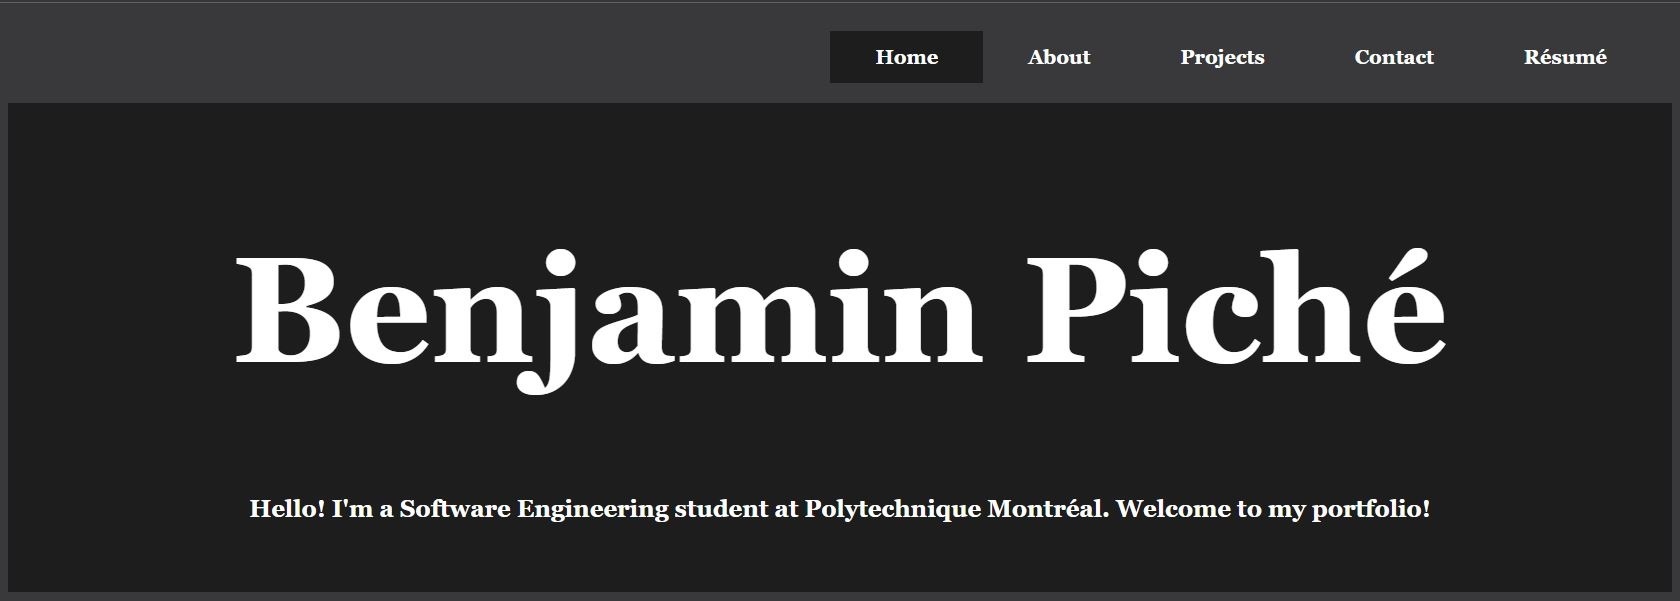 Home About Projects Contact Résumé
Benjamin Piché
Hello! I'm a Software Engineering student at Polytechnique Montréal. Welcome to my portfolio!